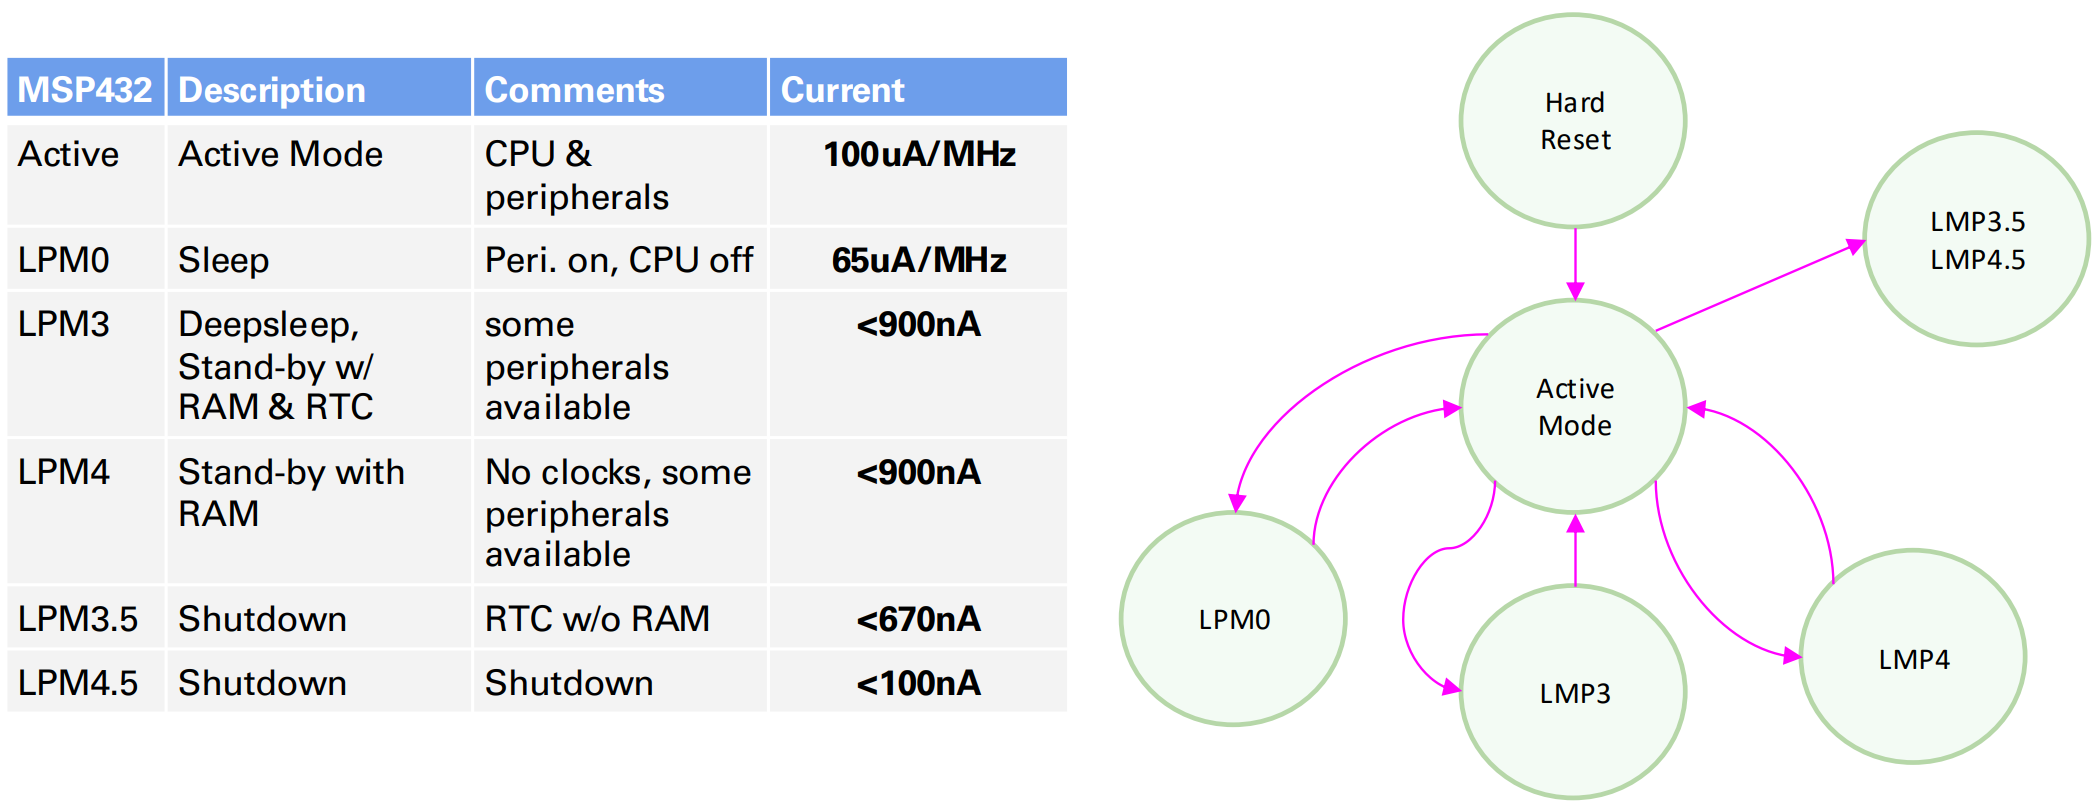 MSP432 Description Comments Current
Active Active Mode CPU & 100uA/MHz
peripherals
LPM0 Sleep Peri. on, CPU off 65uA/MHz
LPM3 Deepsleep, some <900nA
Stand-by w/ peripherals
RAM & RTC available
LPM4 Stand-by with No clocks, some <900nA
RAM peripherals
available
LPM3.5 Shutdown RTC w/o RAM <670nA
LPM4.5 Shutdown Shutdown <100nA
Hard
Reset
LMP3.5
LMP4.5
Active
Mode
LPM0
LMP3
LMP4